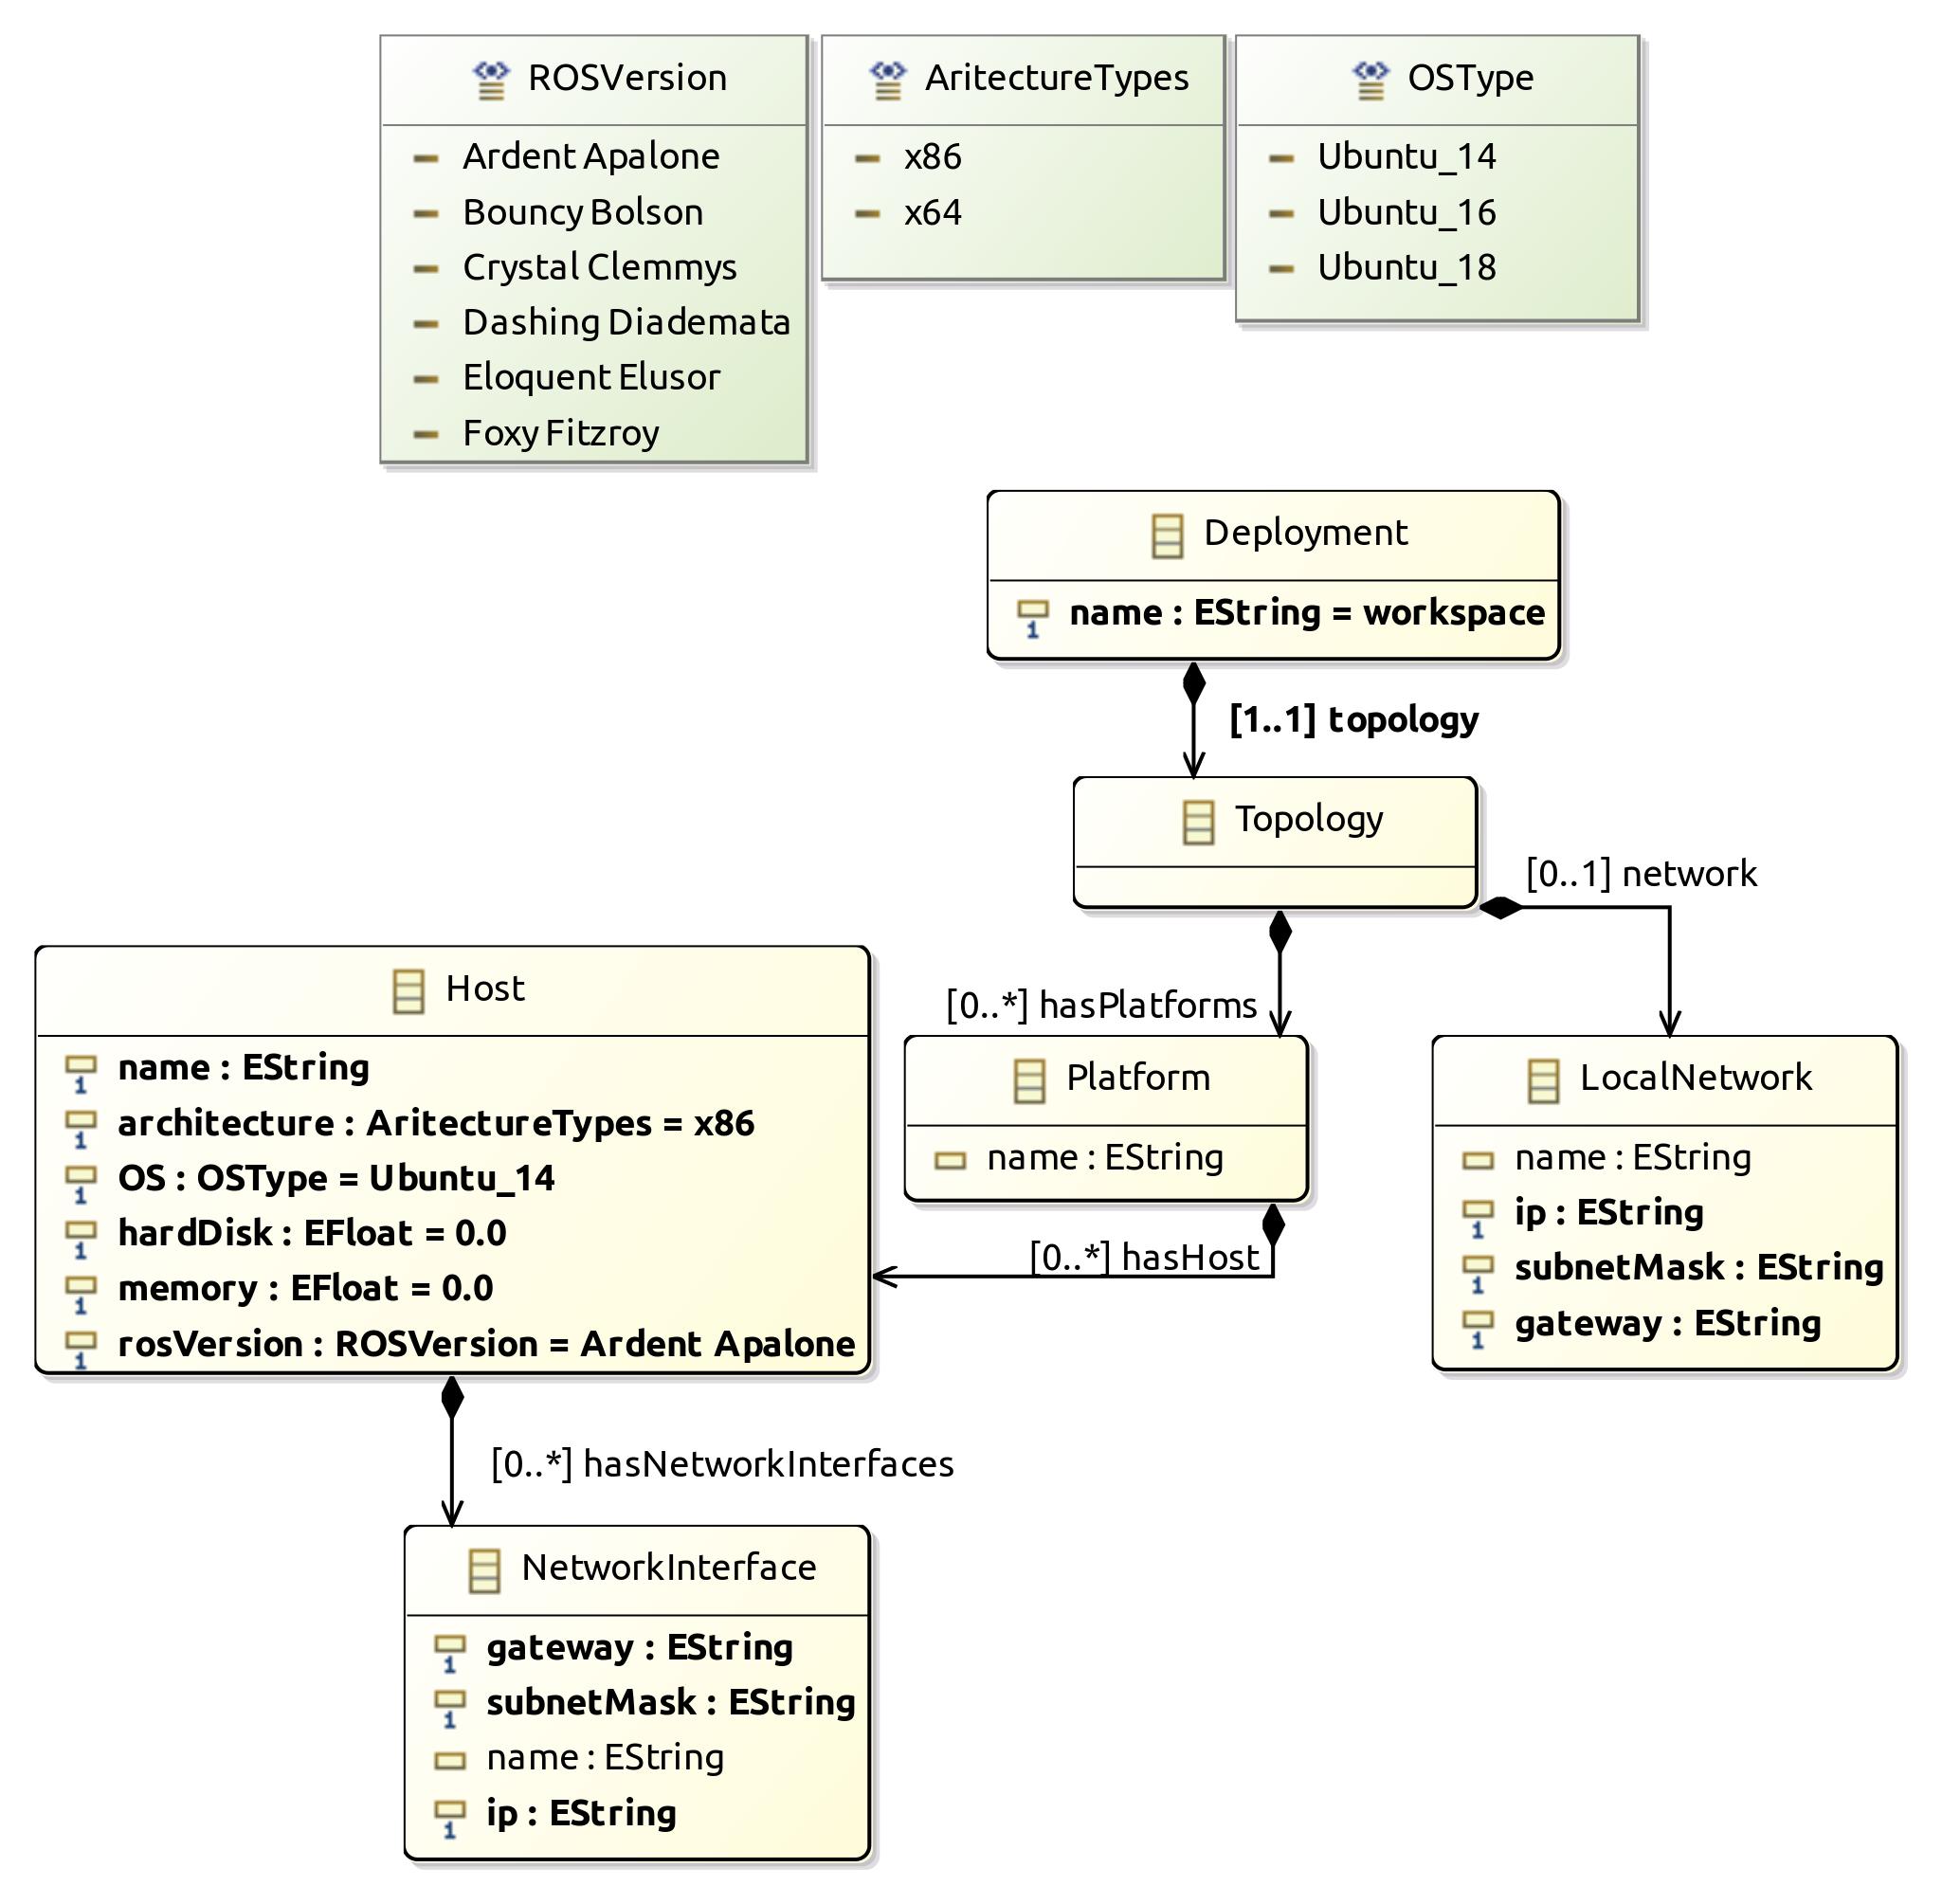 ROSVersion
Ardent Apalone
Bouncy Bolson
Crystal Clemmys
Dashing Diademata
Eloquent Elusor
Foxy Fitzroy
AritectureTypes
x86
x64
OSType
Ubuntu_14
Ubuntu_16
Ubuntu_18
Deployment
1 name : EString = workspace
[1..1] topology
Topology
[0..1] network
[0..*] hasPlatforms
Host
1 name : EString
1 architecture : AritectureTypes = x86
1 OS : OSType = Ubuntu_14
1 hardDisk : EFloat = 0.0
1 memory : EFloat = 0.0
1 rosVersion : ROSVersion = Ardent Apalone
Platform
name : EString
[0..*] hasHost
LocalNetwork
name : EString
1 ip : EString
1 subnetMask : EString
1 gateway : EString
[0..*] hasNetworkInterfaces
NetworkInterface
1 gateway : EString
1 subnetMask : EString
name : EString
1 ip : EString